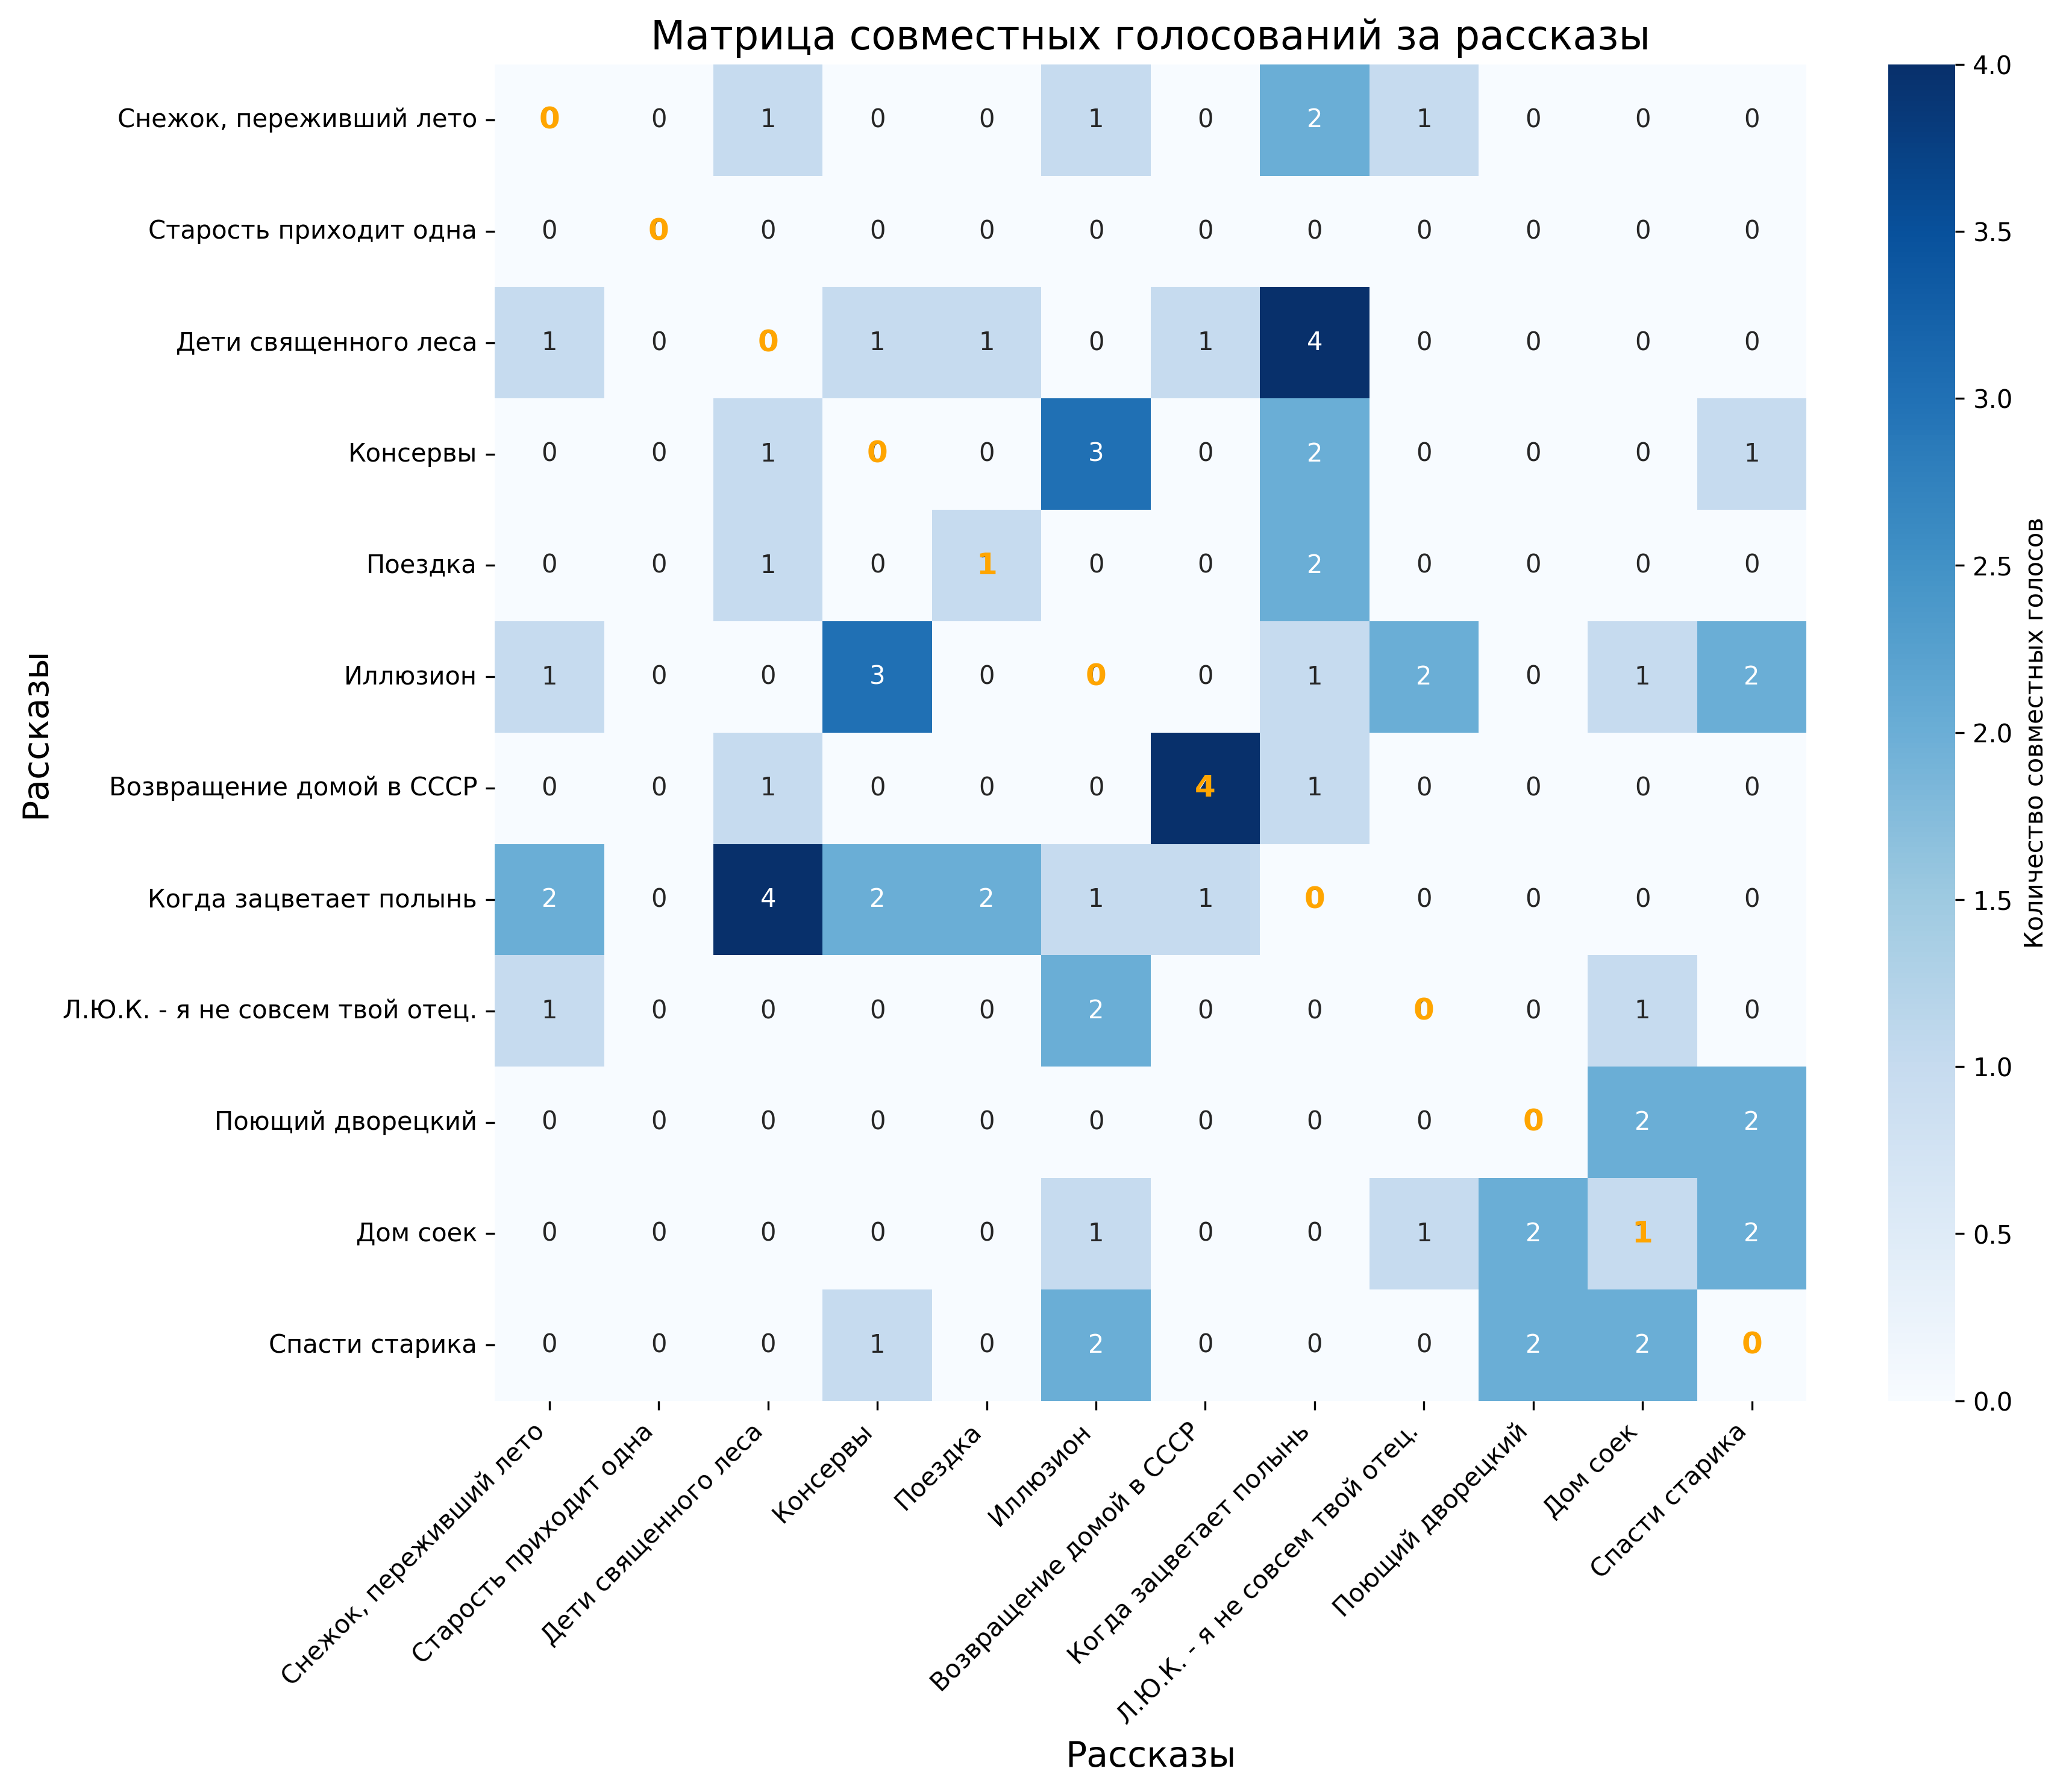 Матрица совместных голосований за рассказы
Снежок, переживший лето 0 0 1 0 0 1 0 2 1 0 0 0
Старость приходит одна 0 0 0 0 0 0 0 0 0 0 0 0
Дети священного леса 1 0 0 1 1 0 1 4 0 0 0 0
Консервы 0 0 1 0 0 3 0 2 0 0 0 1
Поездка 0 0 1 0 1 0 0 2 0 0 0 0
Иллюзион 1 0 0 3 0 0 0 1 2 0 1 2
Возвращение домой в СССР 0 0 1 0 0 0 4 1 0 0 0 0
Когда зацветает полынь 2 0 4 2 2 1 1 0 0 0 0 0
Л.Ю.К. - я не совсем твой отец. 1 0 0 0 0 2 0 0 0 0 1 0
Поющий дворецкий 0 0 0 0 0 0 0 0 0 0 2 2
Дом соек 0 0 0 0 0 1 0 0 1 2 1 2
Спасти старика 0 0 0 1 0 2 0 0 0 2 2 0
Рассказы
Снежок, переживший лето
Старость приходит одна
Дети священного леса
Консервы
Поездка
Иллюзион
Возвращение домой в СССР
Когда зацветает полынь
Л.Ю.К. - я не совсем твой отец.
Поющий дворецкий
Дом соек
Спасти старика
Рассказы
4.0
3.5
3.0
2.5
2.0
1.5
1.0
0.5
0.0
Количество совместных голосов